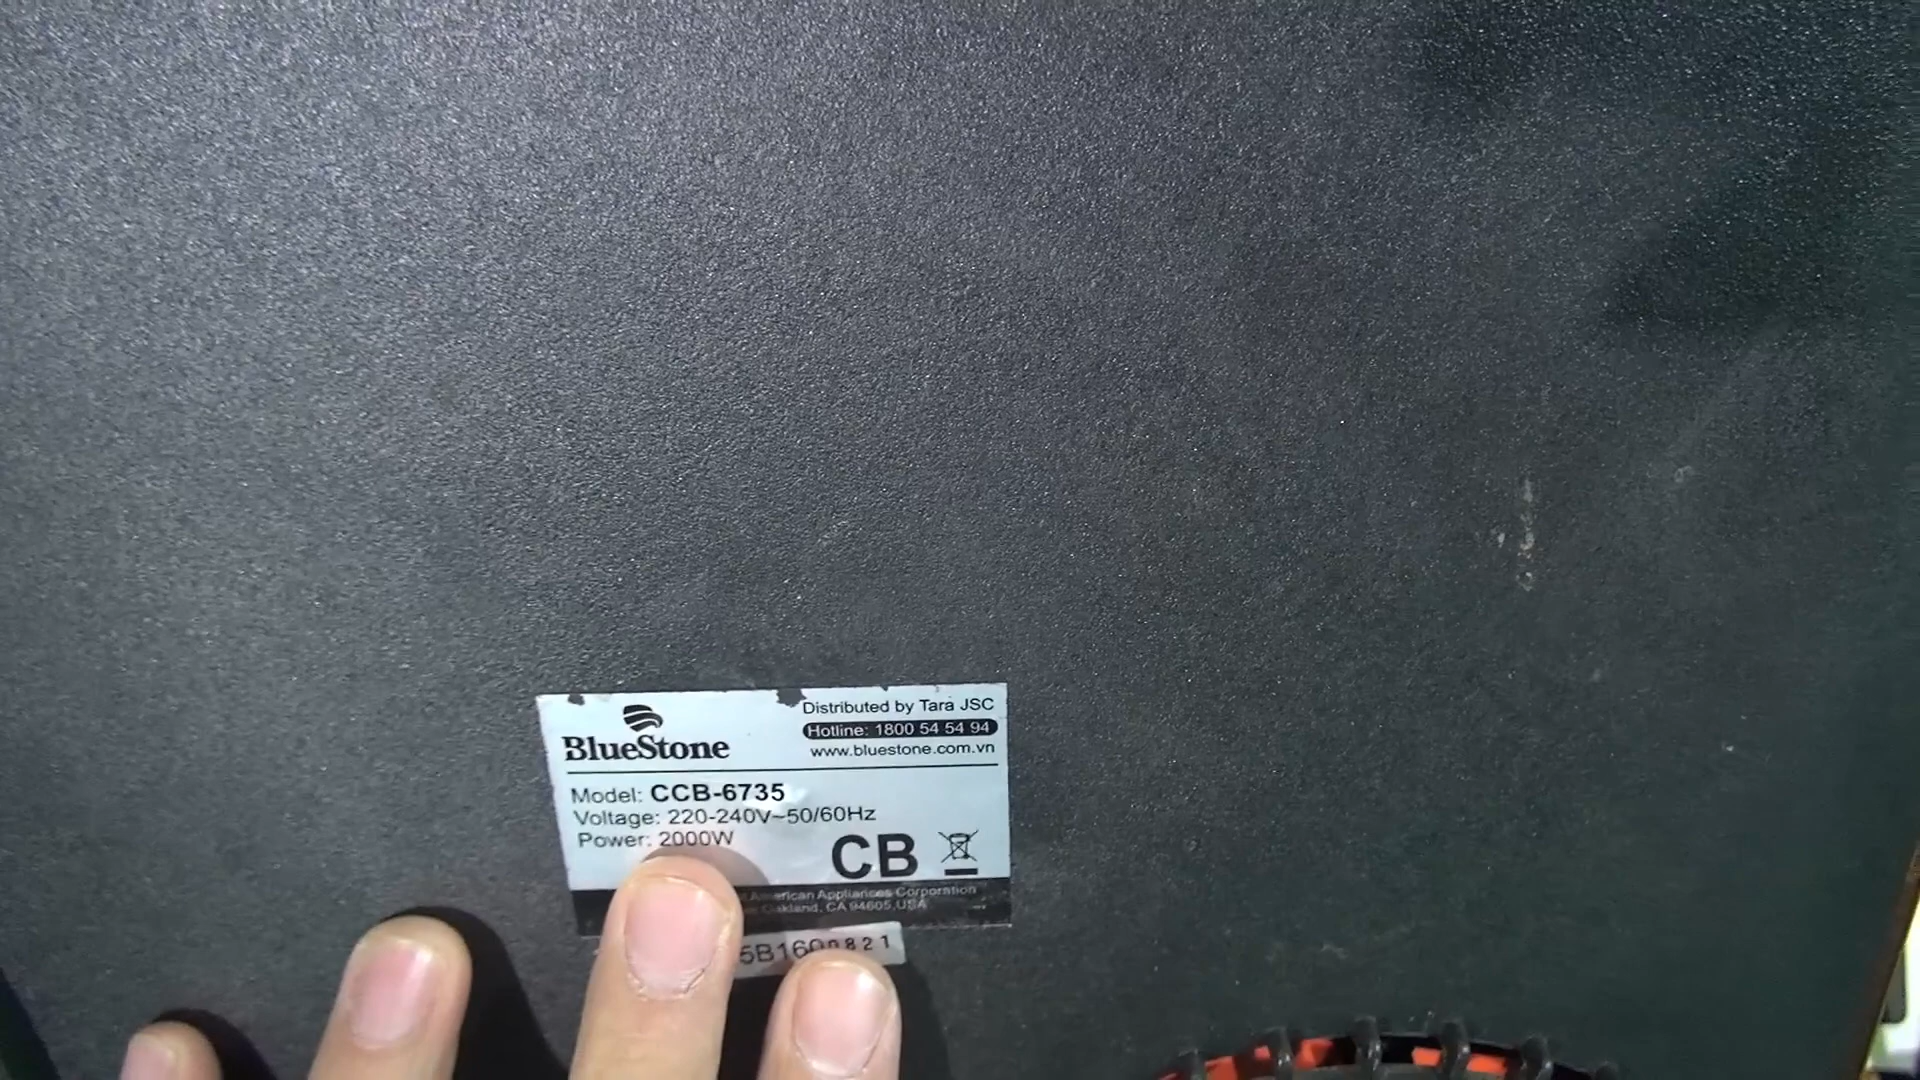 BlueStone
Distributed by Tara JSC
Hotline: 1800 54 54 94
www.bluestone.com.vn
Model: CCB-6735
Voltage: 220-240V~50/60Hz
Power: 2000W
CB
American Appliances Corporation
Oakland, CA 94605,USA
5B1600821